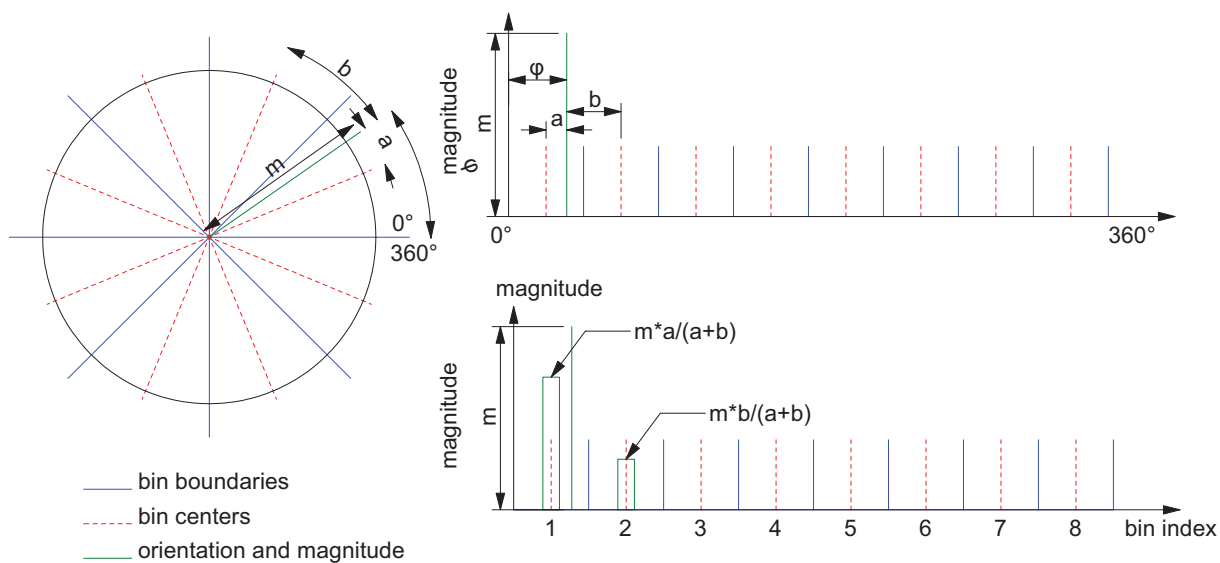 b
a
m
0°
360°
magnitude
m
φ
φ
b
a
0°
360°
magnitude
magnitude
m
m*a/(a+b)
m*b/(a+b)
1 2 3 4 5 6 7 8 bin index
bin boundaries
bin centers
orientation and magnitude